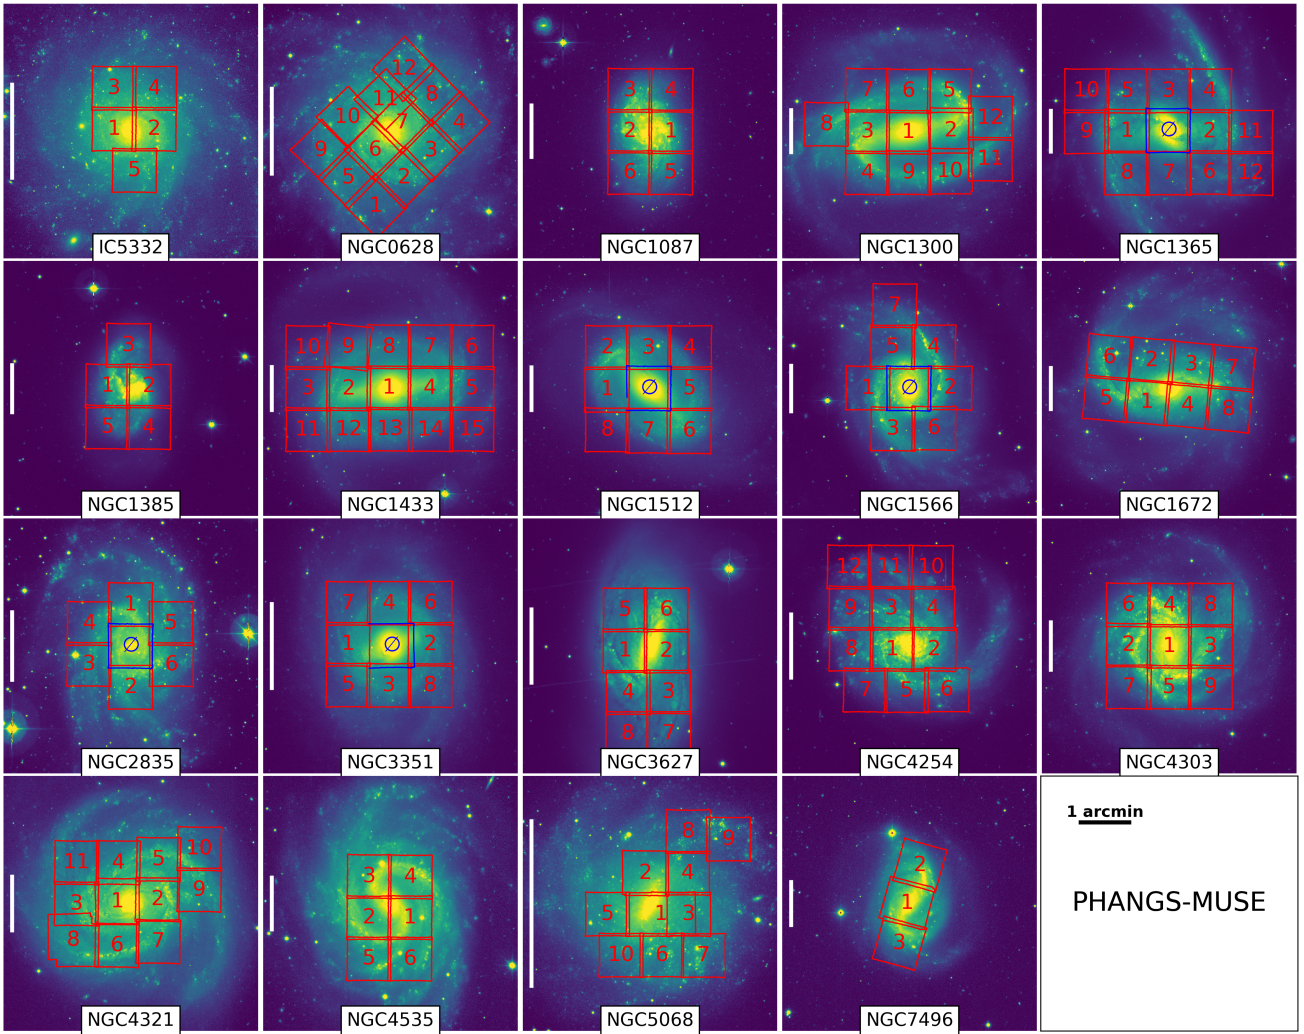 3 4
1 2
5
IC5332
12
11 8
10 7 4
9 6 3
5 2
1
NGC0628
3 4
2 1
6 5
NGC1087
7 6 5
8 3 1 2 12
4 9 10 11
NGC1300
10 5 3 4
9 1 ∅ 2 11
8 7 6 12
NGC1365
3
1 2
5 4
NGC1385
10 9 8 7 6
3 2 1 4 5
11 12 13 14 15
NGC1433
2 3 4
1 ∅ 5
8 7 6
NGC1512
7
5 4
1 ∅ 2
3 6
NGC1566
6 2 3 7
5 1 4 8
NGC1672
1
4 5
∅
3 6
2
NGC2835
7 4 6
1 ∅ 2
5 3 8
NGC3351
5 6
1 2
4 3
8 7
NGC3627
12 11 10
9 3 4
8 1 2
7 5 6
NGC4254
6 4 8
2 1 3
7 5 9
NGC4303
11 4 5 10
3 1 2 9
8 6 7
NGC4321
3 4
2 1
5 6
NGC4535
8 9
2 4
5 1 3
10 6 7
NGC5068
2
1
3
NGC7496
1 arcmin
PHANGS-MUSE